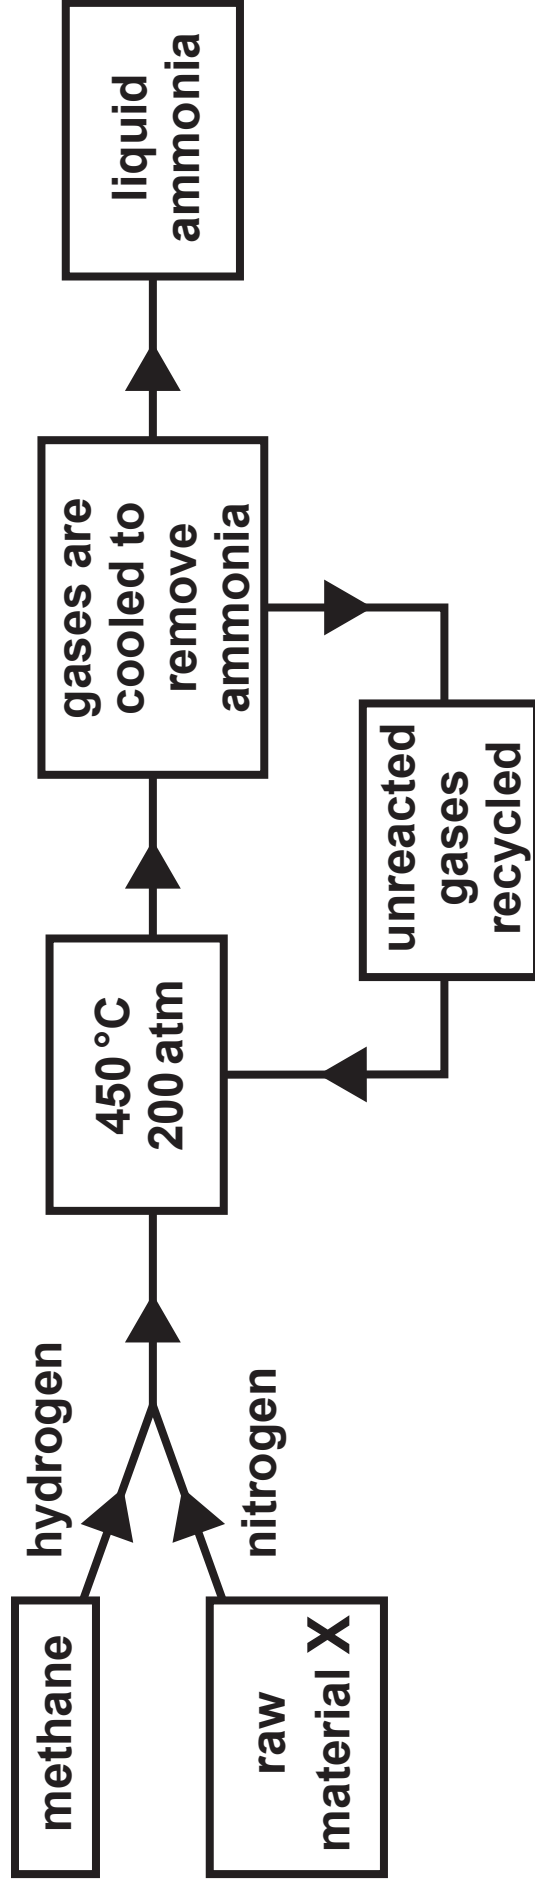 methane
hydrogen
raw
material X
nitrogen
450 °C
200 atm
gases are
cooled to
remove
ammonia
unreacted
gases
recycled
liquid
ammonia